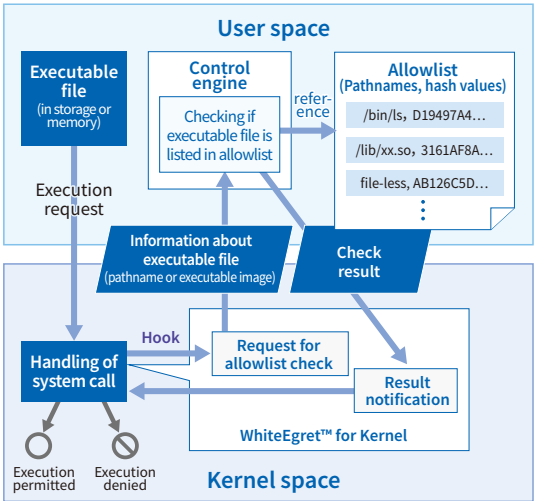 User space
Executable
file
(in storage or
memory)
Control
engine
Checking if
executable file is
listed in allowlist
refer-
ence
Allowlist
(Pathnames, hash values)
/bin/ls, D19497A4...
/lib/xx.so, 3161AF8A...
file-less, AB126C5D...
Execution
request
Information about
executable file
(pathname or executable image)
Check
result
Hook
Handling of
system call
Request for
allowlist check
Result
notification
WhiteEgret™ for Kernel
Execution
permitted
Execution
denied
Kernel space